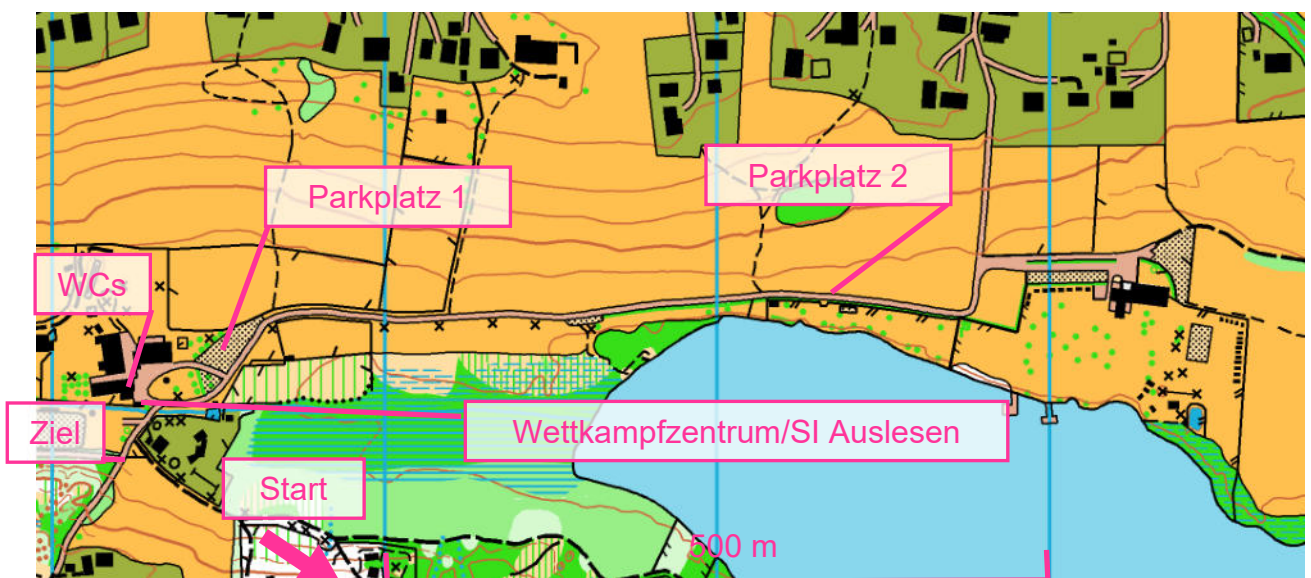 Parkplatz 2
Parkplatz 1
WCs
Ziel
Wettkampfzentrum/SI Auslesen
Start
500 m